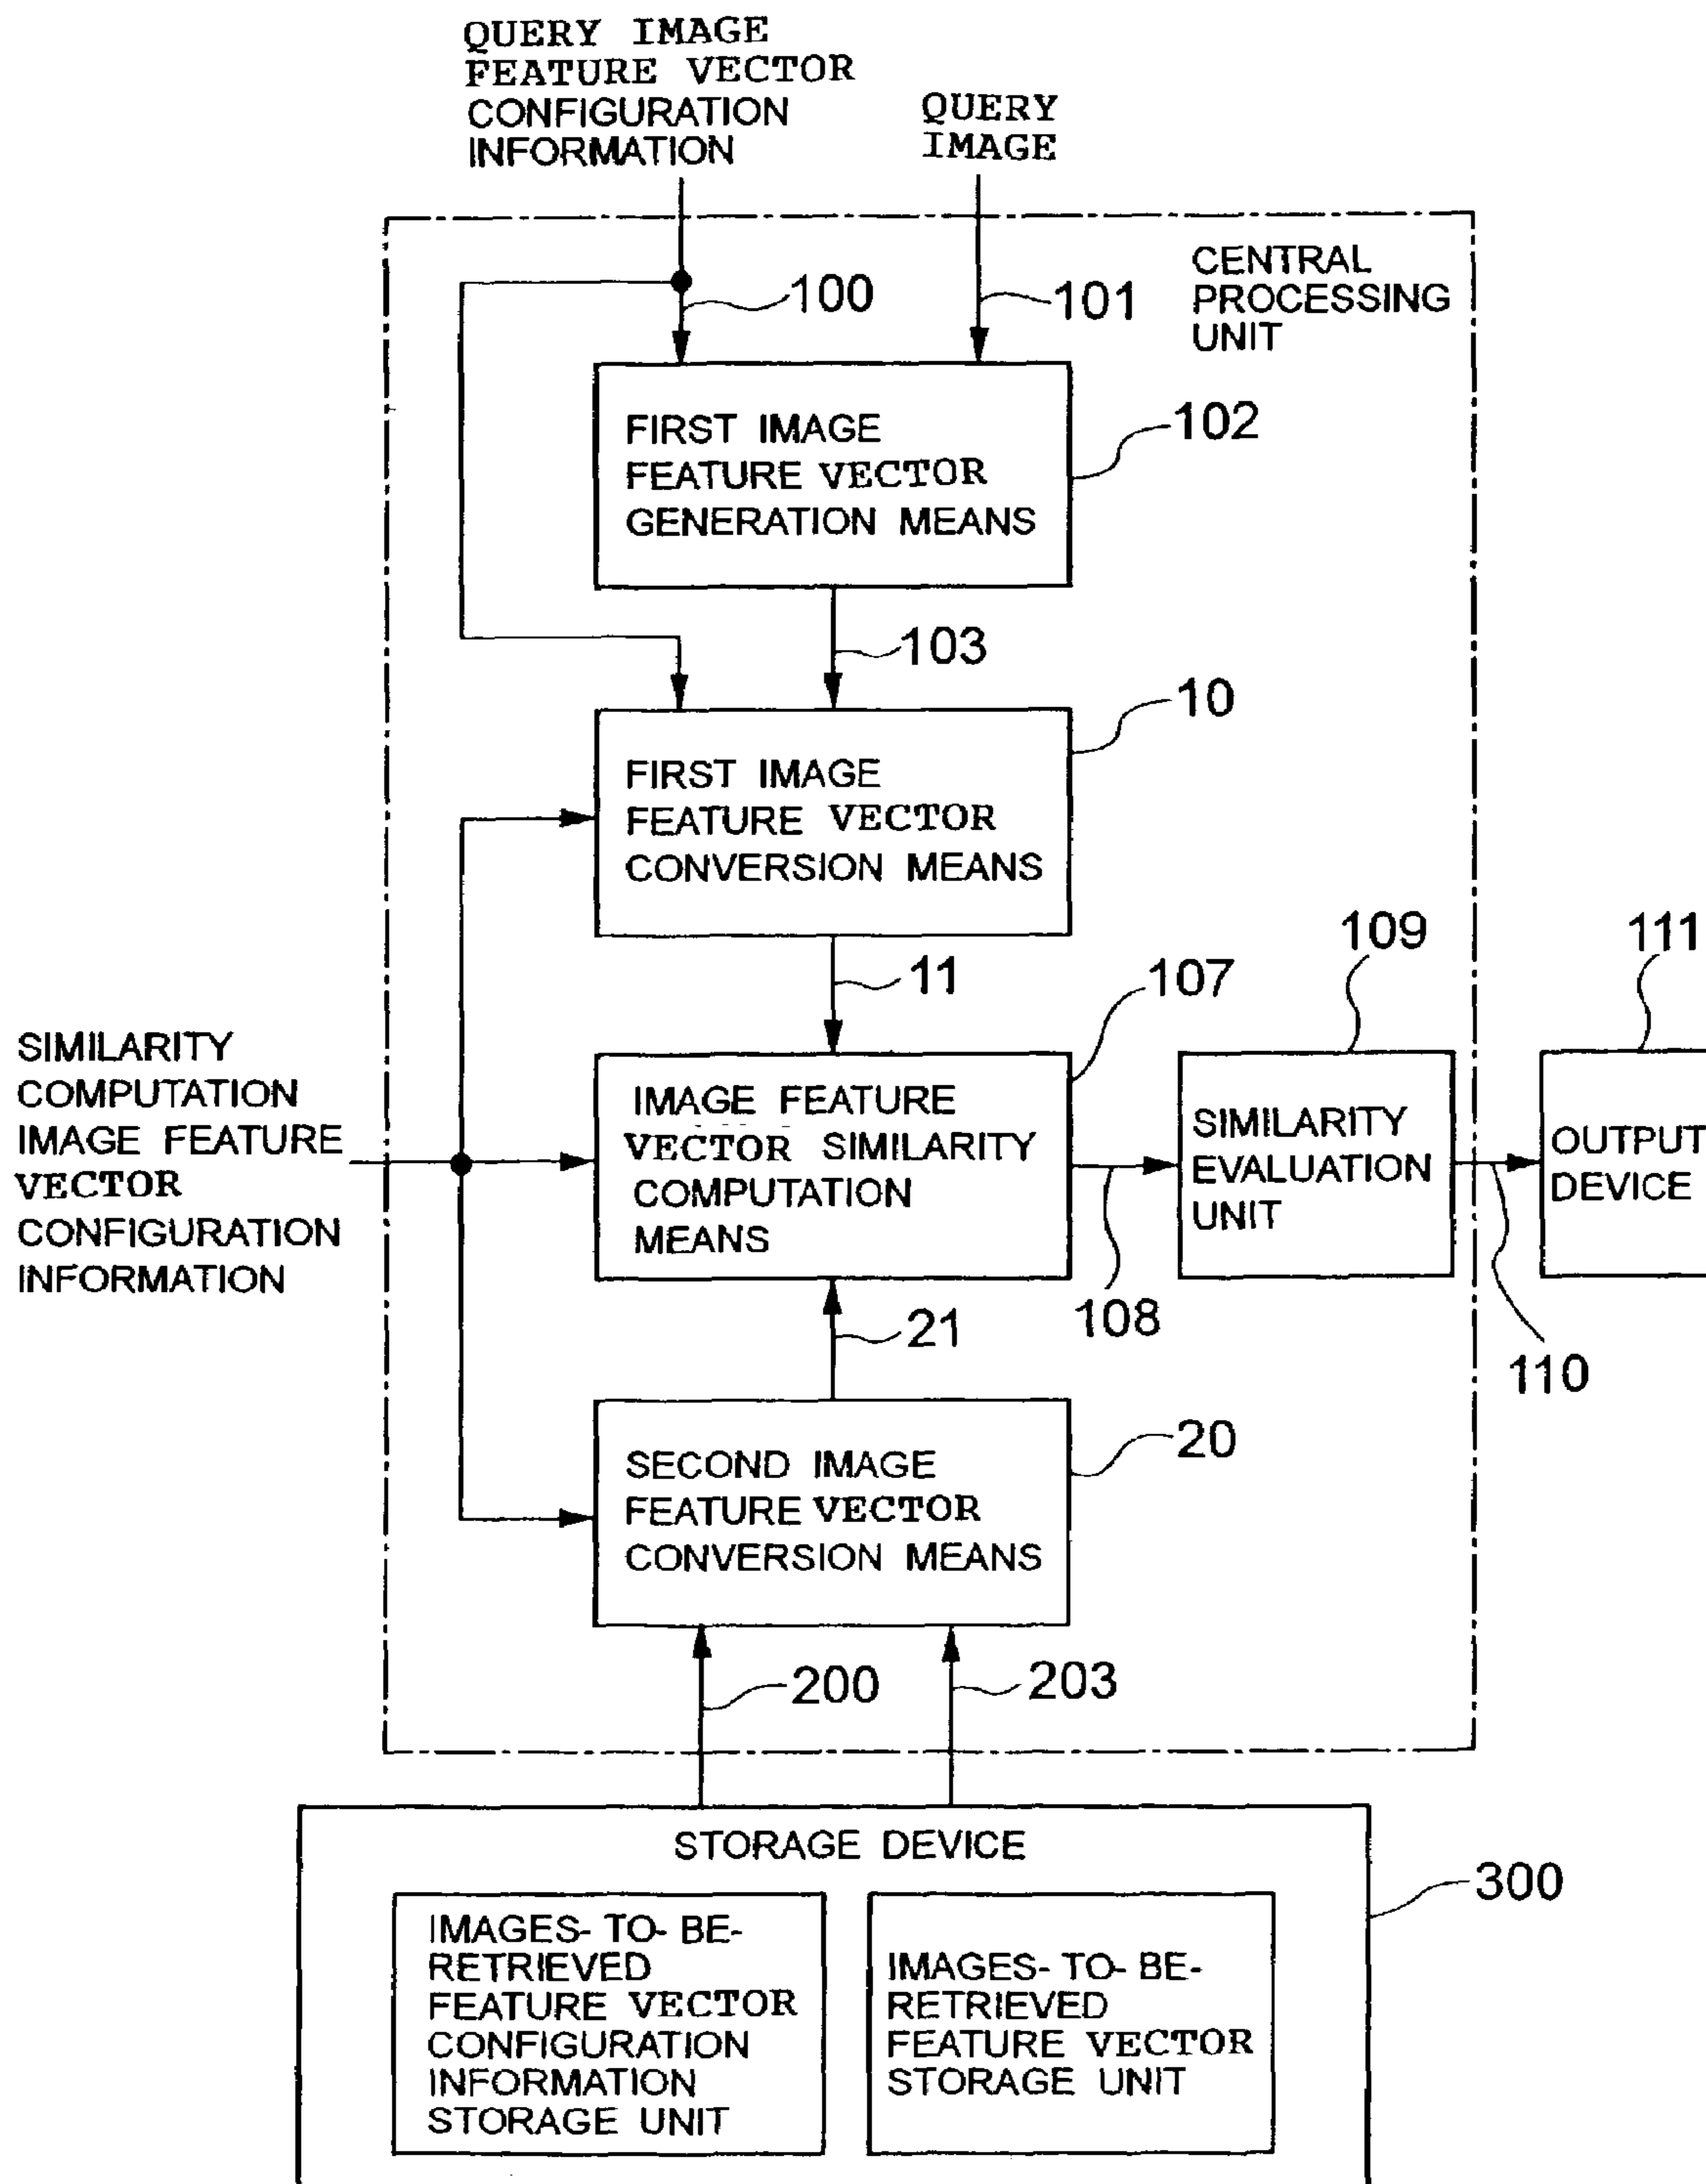 QUERY IMAGE
FEATURE VECTOR
CONFIGURATION
INFORMATION
QUERY
IMAGE
CENTRAL
PROCESSING
UNIT
100
101
FIRST IMAGE
FEATURE VECTOR
GENERATION MEANS
102
103
10
FIRST IMAGE
FEATURE VECTOR
CONVERSION MEANS
11
107
109
111
SIMILARITY
COMPUTATION
IMAGE FEATURE
VECTOR
CONFIGURATION
INFORMATION
IMAGE FEATURE
VECTOR SIMILARITY
COMPUTATION
MEANS
SIMILARITY
EVALUATION
UNIT
OUTPUT
DEVICE
108
110
21
20
SECOND IMAGE
FEATURE VECTOR
CONVERSION MEANS
200
203
STORAGE DEVICE
300
IMAGES-TO-BE-
RETRIEVED
FEATURE VECTOR
CONFIGURATION
INFORMATION
STORAGE UNIT
IMAGES-TO-BE-
RETRIEVED
FEATURE VECTOR
STORAGE UNIT